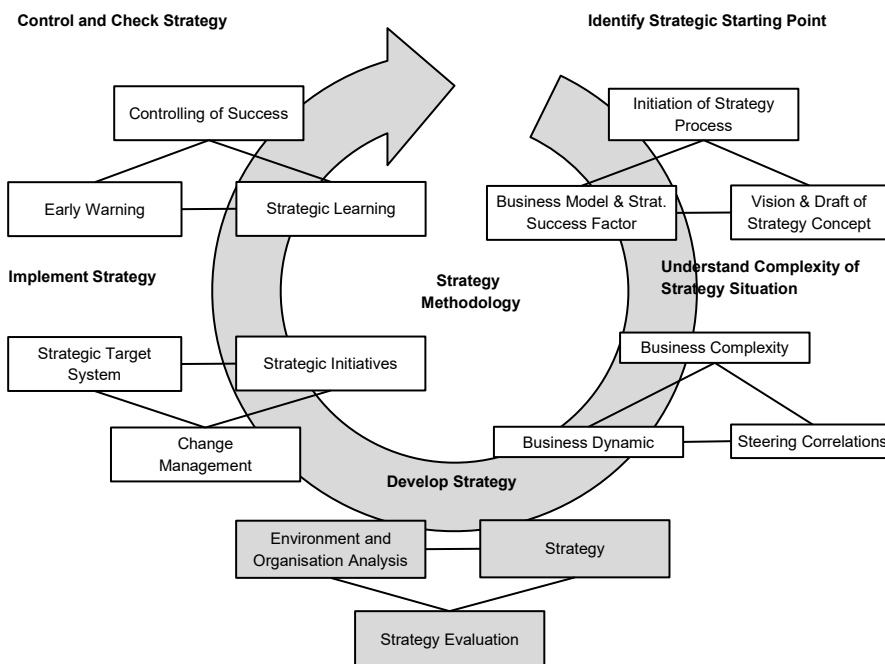 Control and Check Strategy
Identify Strategic Starting Point
Controlling of Success
Initiation of Strategy
Process
Early Warning
Strategic Learning
Business Model & Strat.
Success Factor
Vision & Draft of
Strategy Concept
Implement Strategy
Strategy
Methodology
Understand Complexity of
Strategy Situation
Strategic Target
System
Strategic Initiatives
Business Complexity
Change
Management
Business Dynamic
Steering Correlations
Develop Strategy
Environment and
Organisation Analysis
Strategy
Strategy Evaluation